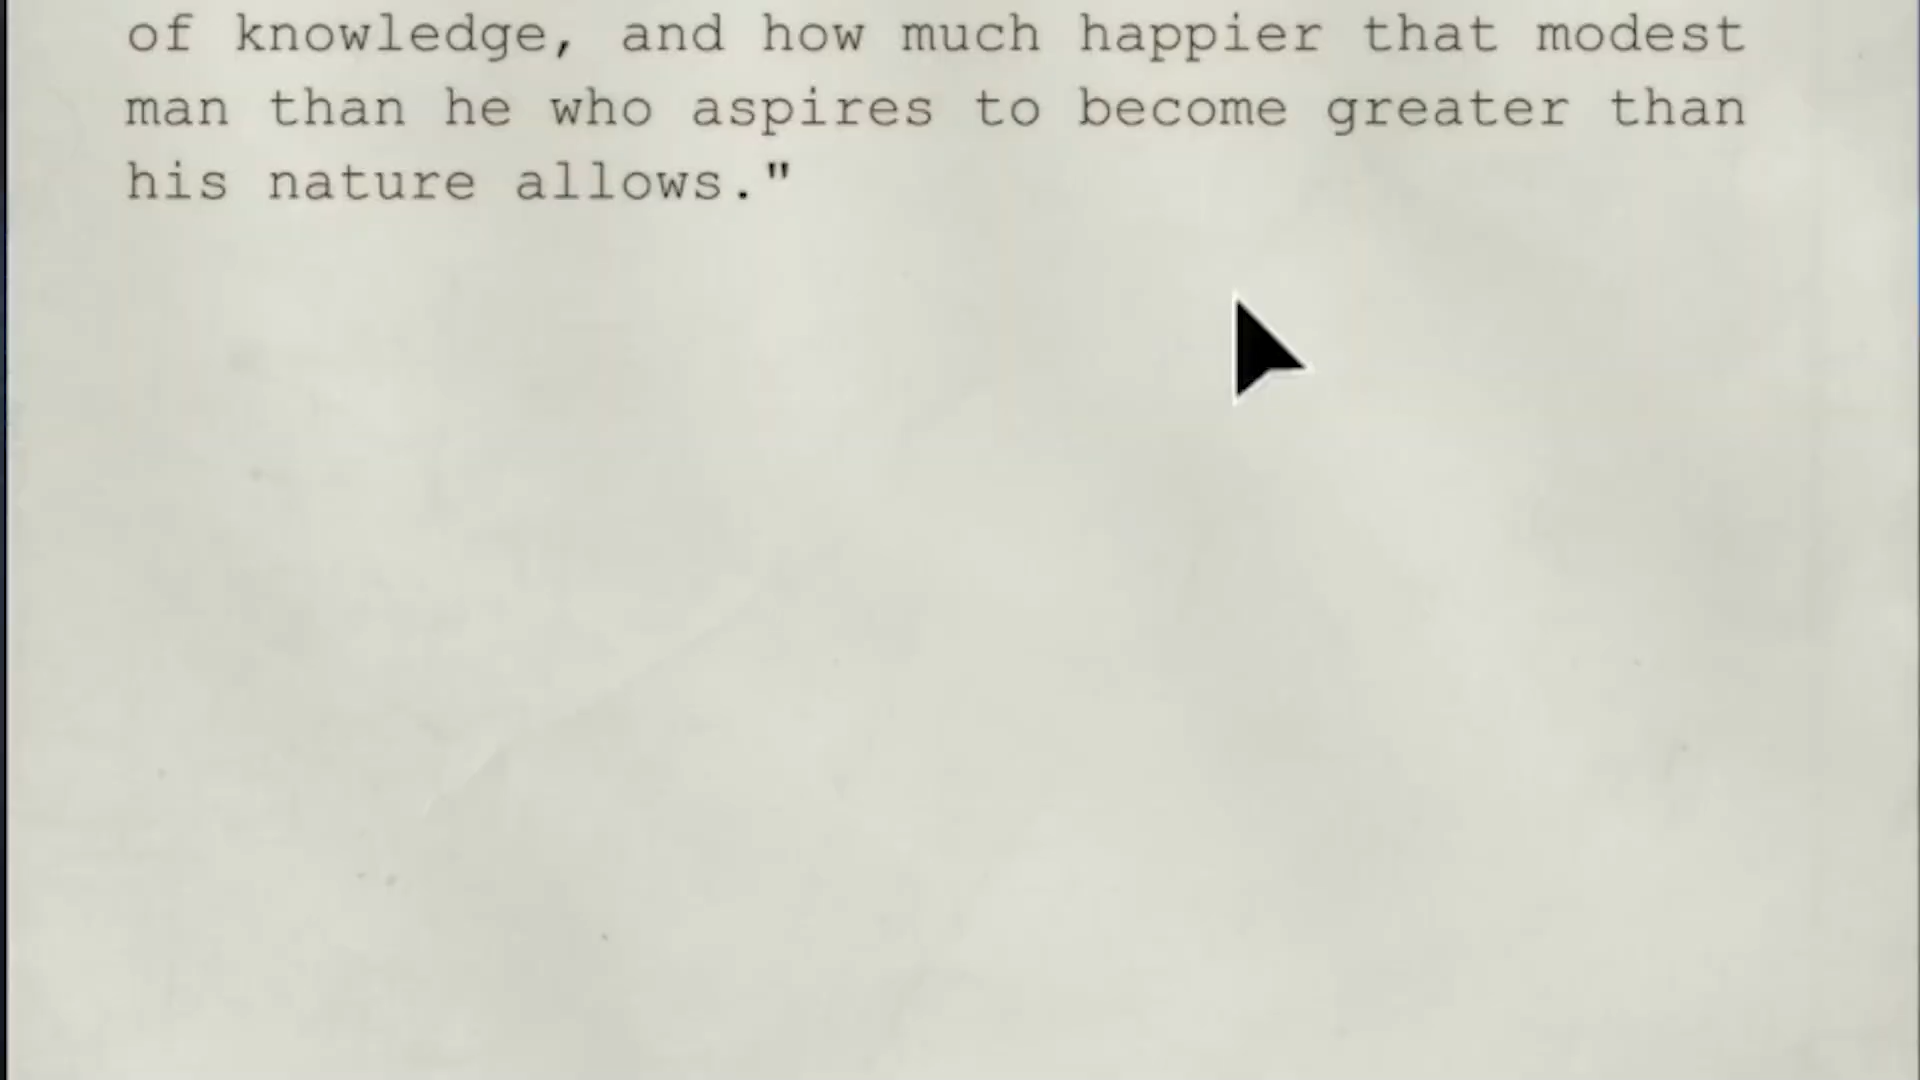 of knowledge, and how much happier that modest
man than he who aspires to become greater than
his nature allows."